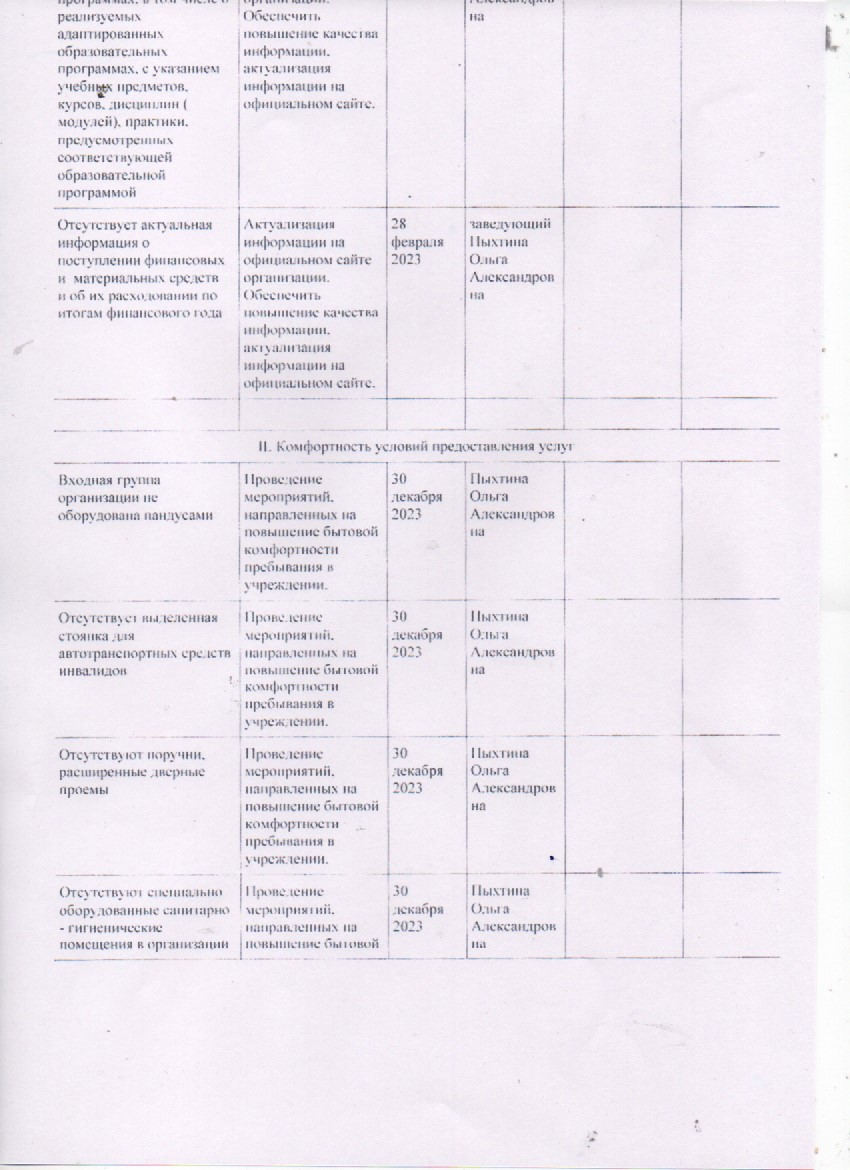 программах, в том числе о
реализуемых
адаптированных
образовательных
программах, с указанием
учебных предметов,
курсов, дисциплин (
модулей), практики,
предусмотренных
соответствующей
образовательной
программой
организации.
Обеспечить
повышение качества
информации,
актуализация
информации на
официальном сайте.
Александров
на
Отсутствует актуальная
информация о
поступлении финансовых
и материальных средств
и об их расходовании по
итогам финансового года
Актуализация
информации на
официальном сайте
организации.
Обеспечить
повышение качества
информации,
актуализация
информации на
официальном сайте.
28
февраля
2023
заведующий
Пыхтина
Ольга
Александров
на
II. Комфортность условий предоставления услуг
Входная группа
организации не
оборудована пандусами
Проведение
мероприятий,
направленных на
повышение бытовой
комфортности
пребывания в
учреждении.
30
декабря
2023
Пыхтина
Ольга
Александров
на
Отсутствует выделенная
стоянка для
автотранспортных средств
инвалидов
Проведение
мероприятий,
направленных на
повышение бытовой
комфортности
пребывания в
учреждении.
30
декабря
2023
Пыхтина
Ольга
Александров
на
Отсутствуют поручни,
расширенные дверные
проемы
Проведение
мероприятий,
направленных на
повышение бытовой
комфортности
пребывания в
учреждении.
30
декабря
2023
Пыхтина
Ольга
Александров
на
Отсутствуют специально
оборудованные санитарно
- гигиенические
помещения в организации
Проведение
мероприятий,
направленных на
повышение бытовой
30
декабря
2023
Пыхтина
Ольга
Александров
на